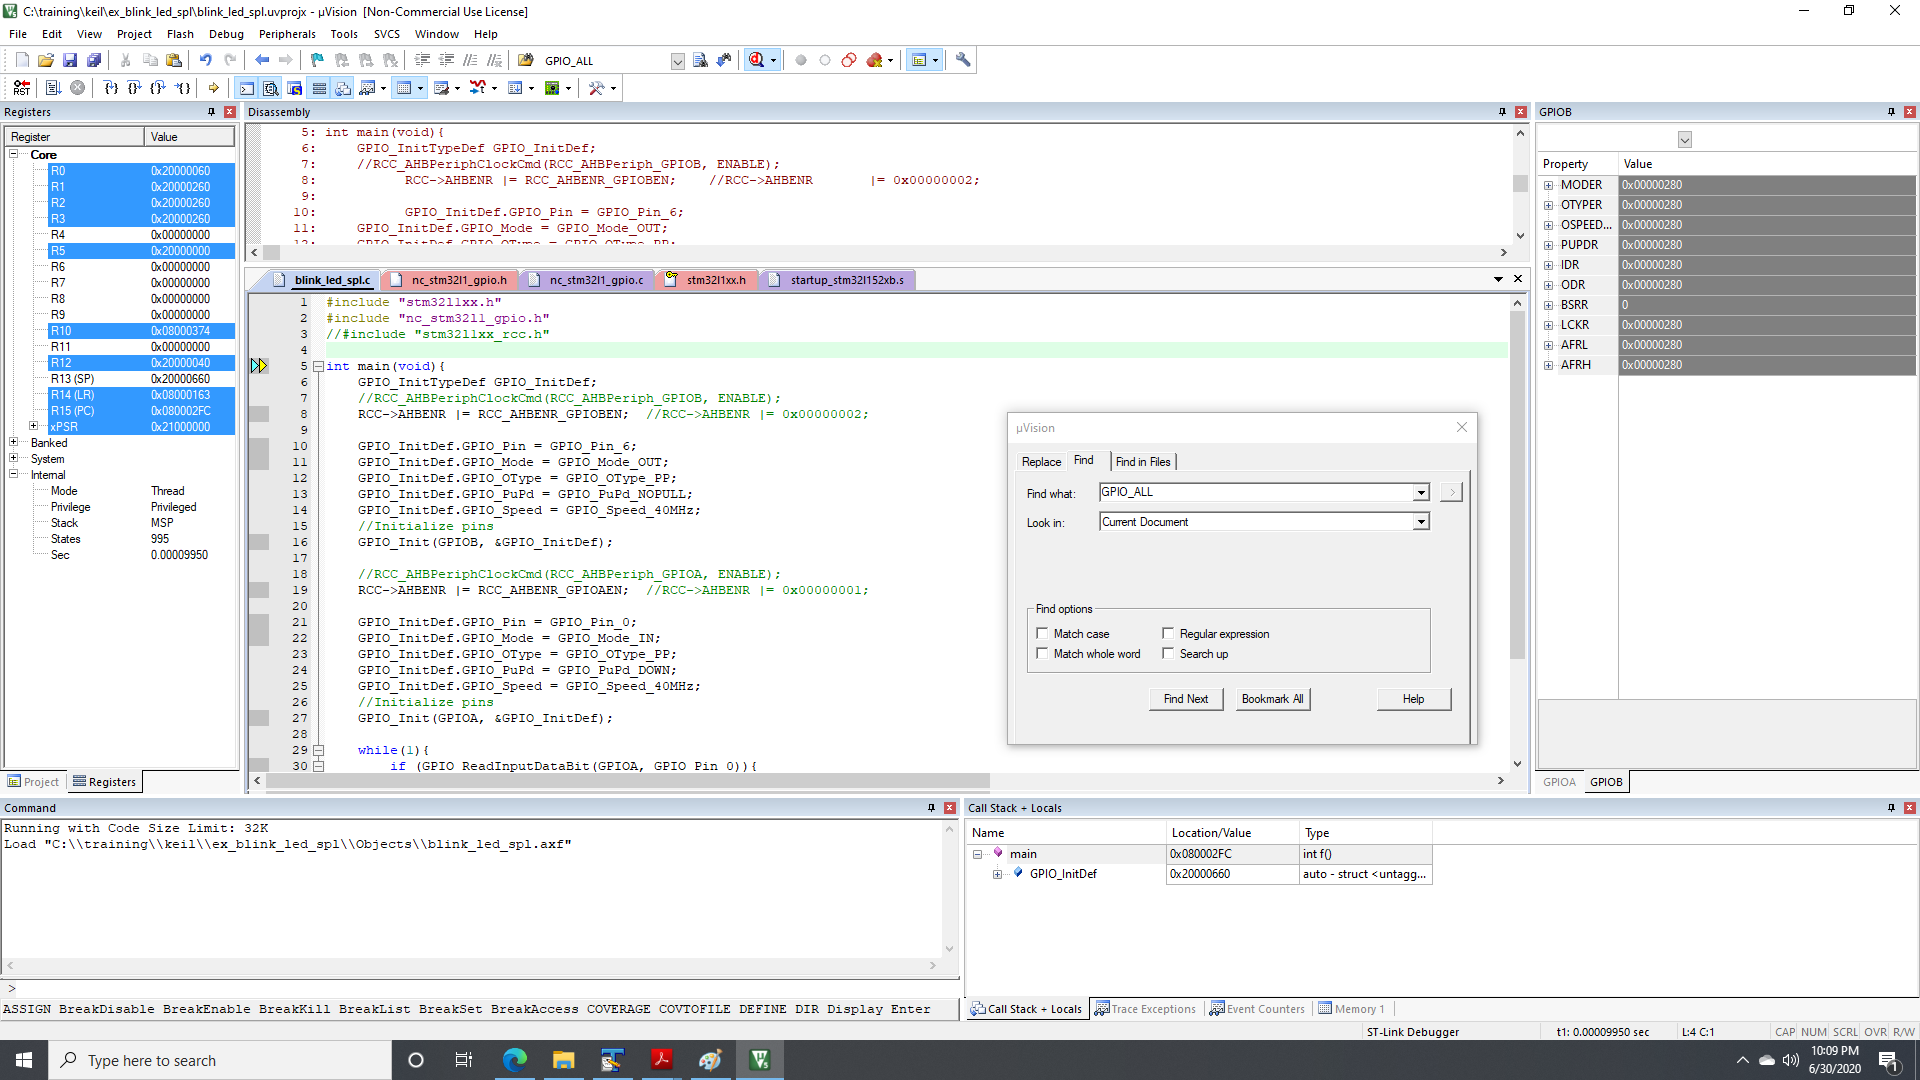 C:\training\keil\ex_blink_led_spl\blink_led_spl.uvprojx - µVision  [Non-Commercial Use License]
File Edit View Project Flash Debug Peripherals Tools SVCS Window Help
GPIO_ALL
RST
Registers
Register Value
Core
R0 0x20000060
R1 0x20000260
R2 0x20000260
R3 0x20000260
R4 0x00000000
R5 0x20000000
R6 0x00000000
R7 0x00000000
R8 0x00000000
R9 0x00000000
R10 0x08000374
R11 0x00000000
R12 0x20000040
R13 (SP) 0x20000660
R14 (LR) 0x08000163
R15 (PC) 0x080002FC
xPSR 0x21000000
Banked
System
Internal
Mode Thread
Privilege Privileged
Stack MSP
States 995
Sec 0.00009950
Project Registers
Disassembly
5: int main(void){
6:     GPIO_InitTypeDef GPIO_InitDef;
7:     //RCC_AHBPeriphClockCmd(RCC_AHBPeriph_GPIOB, ENABLE);
8:           RCC->AHBENR |= RCC_AHBENR_GPIOBEN;    //RCC->AHBENR       |= 0x00000002;
9:
10:           GPIO_InitDef.GPIO_Pin = GPIO_Pin_6;
11:     GPIO_InitDef.GPIO_Mode = GPIO_Mode_OUT;
12:     GPIO_InitDef.GPIO_OType = GPIO_OType_PP;
blink_led_spl.c nc_stm32l1_gpio.h nc_stm32l1_gpio.c stm32l1xx.h startup_stm32l152xb.s
1 #include "stm32l1xx.h"
2 #include "nc_stm32l1_gpio.h"
3 //#include "stm32l1xx_rcc.h"
4
5 int main(void){
6     GPIO_InitTypeDef GPIO_InitDef;
7     //RCC_AHBPeriphClockCmd(RCC_AHBPeriph_GPIOB, ENABLE);
8     RCC->AHBENR |= RCC_AHBENR_GPIOBEN;  //RCC->AHBENR |= 0x00000002;
9
10     GPIO_InitDef.GPIO_Pin = GPIO_Pin_6;
11     GPIO_InitDef.GPIO_Mode = GPIO_Mode_OUT;
12     GPIO_InitDef.GPIO_OType = GPIO_OType_PP;
13     GPIO_InitDef.GPIO_PuPd = GPIO_PuPd_NOPULL;
14     GPIO_InitDef.GPIO_Speed = GPIO_Speed_40MHz;
15     //Initialize pins
16     GPIO_Init(GPIOB, &GPIO_InitDef);
17
18     //RCC_AHBPeriphClockCmd(RCC_AHBPeriph_GPIOA, ENABLE);
19     RCC->AHBENR |= RCC_AHBENR_GPIOAEN;  //RCC->AHBENR |= 0x00000001;
20
21     GPIO_InitDef.GPIO_Pin = GPIO_Pin_0;
22     GPIO_InitDef.GPIO_Mode = GPIO_Mode_IN;
23     GPIO_InitDef.GPIO_OType = GPIO_OType_PP;
24     GPIO_InitDef.GPIO_PuPd = GPIO_PuPd_DOWN;
25     GPIO_InitDef.GPIO_Speed = GPIO_Speed_40MHz;
26     //Initialize pins
27     GPIO_Init(GPIOA, &GPIO_InitDef);
28
29     while(1){
30         if (GPIO_ReadInputDataBit(GPIOA, GPIO_Pin_0)){
µVision
Replace Find Find in Files
Find what: GPIO_ALL
Look in: Current Document
Find options
Match case Regular expression
Match whole word Search up
Find Next Bookmark All Help
GPIOB
Property Value
MODER 0x00000280
OTYPER 0x00000280
OSPEED... 0x00000280
PUPDR 0x00000280
IDR 0x00000280
ODR 0x00000280
BSRR 0
LCKR 0x00000280
AFRL 0x00000280
AFRH 0x00000280
GPIOA GPIOB
Command
Running with Code Size Limit: 32K
Load "C:\\training\\keil\\ex_blink_led_spl\\Objects\\blink_led_spl.axf"
>
ASSIGN BreakDisable BreakEnable BreakKill BreakList BreakSet BreakAccess COVERAGE COVTOFILE DEFINE DIR Display Enter
Call Stack + Locals
Name Location/Value Type
main 0x080002FC int f()
GPIO_InitDef 0x20000660 auto - struct <untagg...
Call Stack + Locals Trace Exceptions Event Counters Memory 1
ST-Link Debugger t1: 0.00009950 sec L:4 C:1 CAP NUM SCRL OVR R/W
Type here to search
10:09 PM
6/30/2020
1